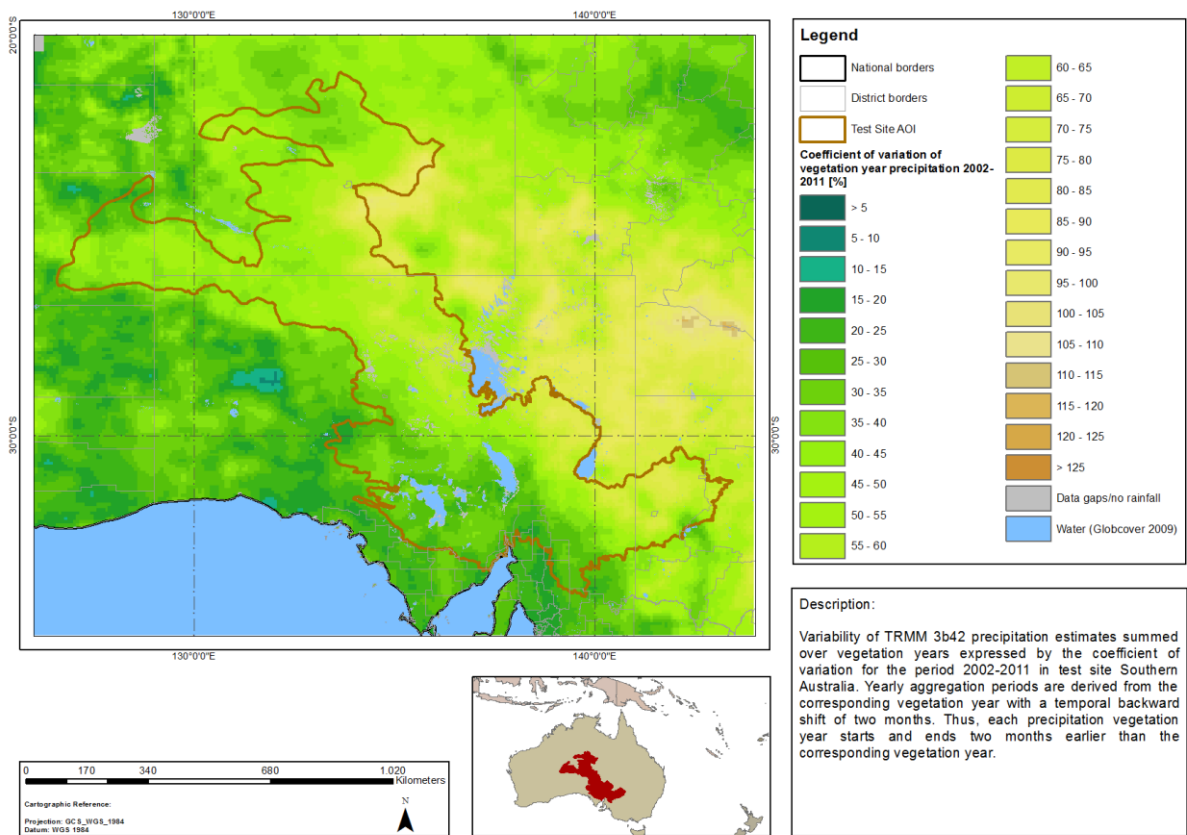 130°0'0"E
140°0'0"E
20°0'0"S
30°0'0"S
30°0'0"S
130°0'0"E
140°0'0"E
Legend
National borders
District borders
Test Site AOI
Coefficient of variation of
vegetation year precipitation 2002-
2011 [%]
> 5
5 - 10
10 - 15
15 - 20
20 - 25
25 - 30
30 - 35
35 - 40
40 - 45
45 - 50
50 - 55
55 - 60
60 - 65
65 - 70
70 - 75
75 - 80
80 - 85
85 - 90
90 - 95
95 - 100
100 - 105
105 - 110
110 - 115
115 - 120
120 - 125
> 125
Data gaps/no rainfall
Water (Globcover 2009)
Description:
Variability of TRMM 3b42 precipitation estimates summed
over vegetation years expressed by the coefficient of
variation for the period 2002-2011 in test site Southern
Australia. Yearly aggregation periods are derived from the
corresponding vegetation year with a temporal backward
shift of two months. Thus, each precipitation vegetation
year starts and ends two months earlier than the
corresponding vegetation year.
0 170 340 680 1.020
Kilometers
Cartographic Reference:
Projection: GCS_WGS_1984
Datum: WGS 1984
N